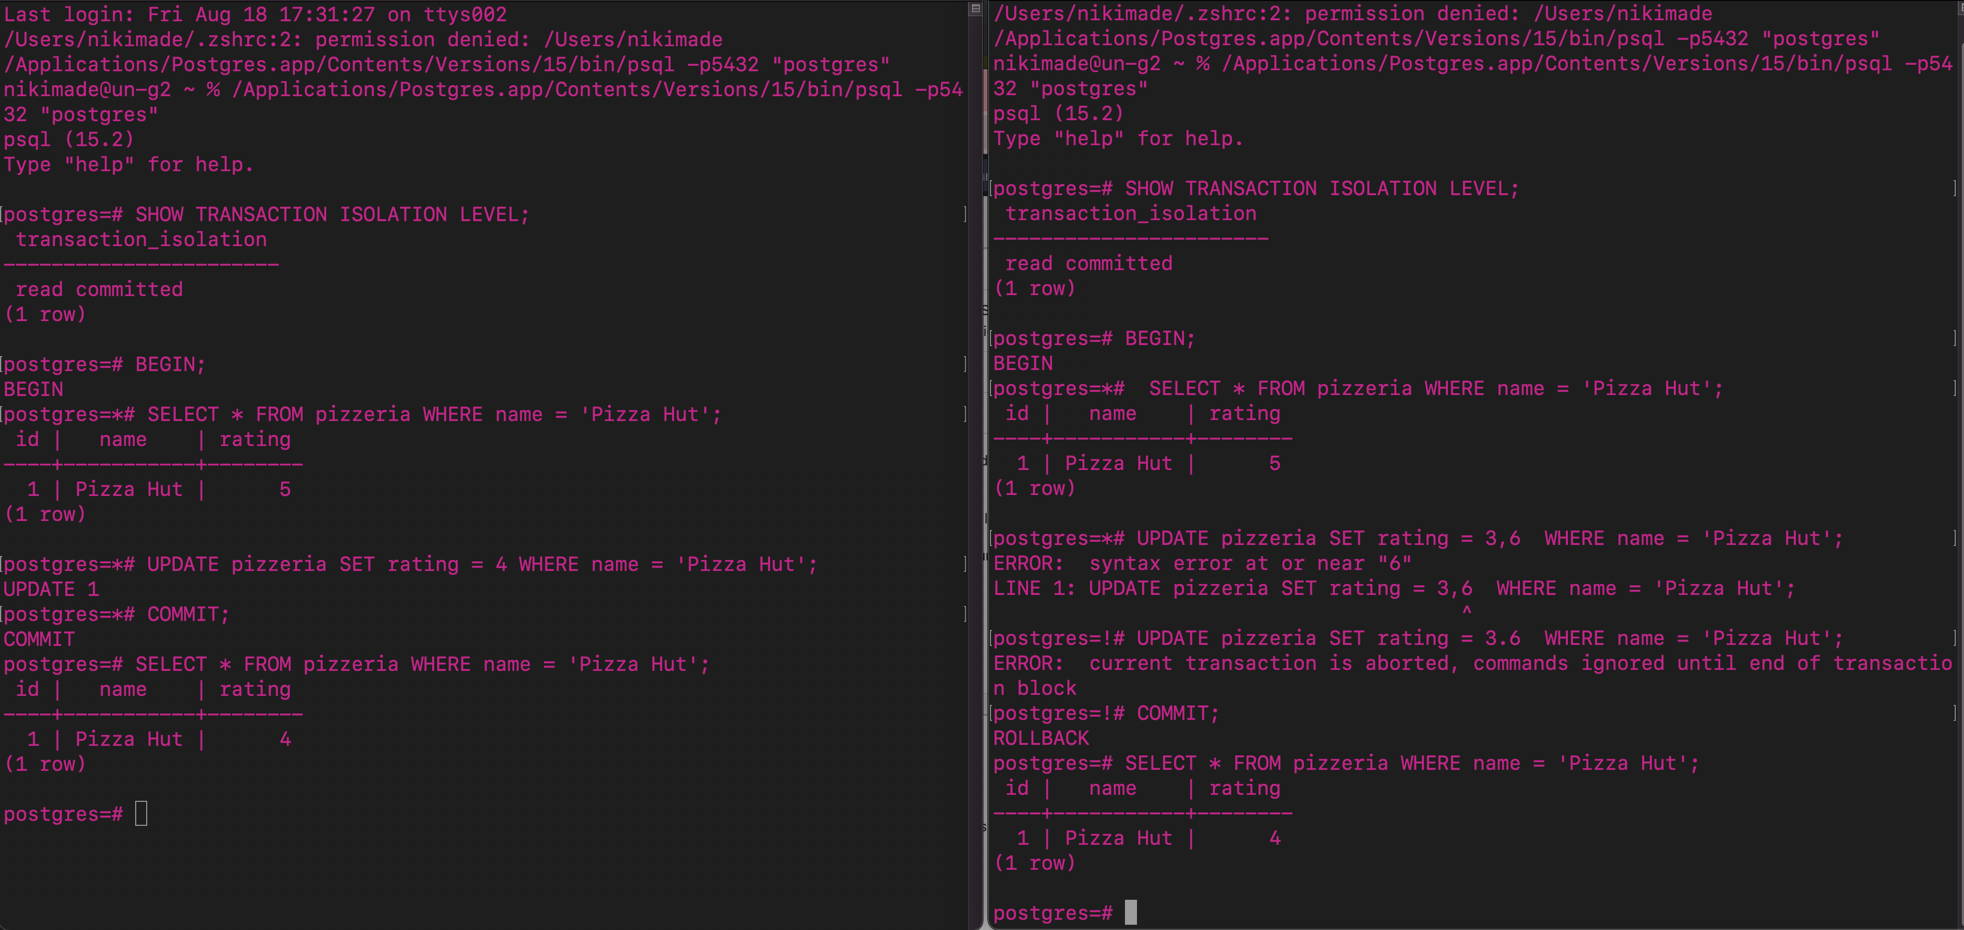 Last login: Fri Aug 18 17:31:27 on ttys002
/Users/nikimade/.zshrc:2: permission denied: /Users/nikimade
/Applications/Postgres.app/Contents/Versions/15/bin/psql -p5432 "postgres"
nikimade@un-g2 ~ % /Applications/Postgres.app/Contents/Versions/15/bin/psql -p54
32 "postgres"
psql (15.2)
Type "help" for help.

[postgres=# SHOW TRANSACTION ISOLATION LEVEL; ]
 transaction_isolation
-----------------------
 read committed
(1 row)

[postgres=# BEGIN; ]
BEGIN
[postgres=*# SELECT * FROM pizzeria WHERE name = 'Pizza Hut'; ]
 id |   name    | rating
----+-----------+--------
  1 | Pizza Hut |      5
(1 row)

[postgres=*# UPDATE pizzeria SET rating = 4 WHERE name = 'Pizza Hut'; ]
UPDATE 1
[postgres=*# COMMIT; ]
COMMIT
postgres=# SELECT * FROM pizzeria WHERE name = 'Pizza Hut';
 id |   name    | rating
----+-----------+--------
  1 | Pizza Hut |      4
(1 row)

postgres=#
/Users/nikimade/.zshrc:2: permission denied: /Users/nikimade
/Applications/Postgres.app/Contents/Versions/15/bin/psql -p5432 "postgres"
nikimade@un-g2 ~ % /Applications/Postgres.app/Contents/Versions/15/bin/psql -p54
32 "postgres"
psql (15.2)
Type "help" for help.

[postgres=# SHOW TRANSACTION ISOLATION LEVEL; ]
 transaction_isolation
-----------------------
 read committed
(1 row)

[postgres=# BEGIN; ]
BEGIN
[postgres=*#  SELECT * FROM pizzeria WHERE name = 'Pizza Hut'; ]
 id |   name    | rating
----+-----------+--------
  1 | Pizza Hut |      5
(1 row)

[postgres=*# UPDATE pizzeria SET rating = 3,6  WHERE name = 'Pizza Hut'; ]
ERROR:  syntax error at or near "6"
LINE 1: UPDATE pizzeria SET rating = 3,6  WHERE name = 'Pizza Hut';
                                       ^
[postgres=!# UPDATE pizzeria SET rating = 3.6  WHERE name = 'Pizza Hut'; ]
ERROR:  current transaction is aborted, commands ignored until end of transactio
n block
[postgres=!# COMMIT; ]
ROLLBACK
postgres=# SELECT * FROM pizzeria WHERE name = 'Pizza Hut';
 id |   name    | rating
----+-----------+--------
  1 | Pizza Hut |      4
(1 row)

postgres=#